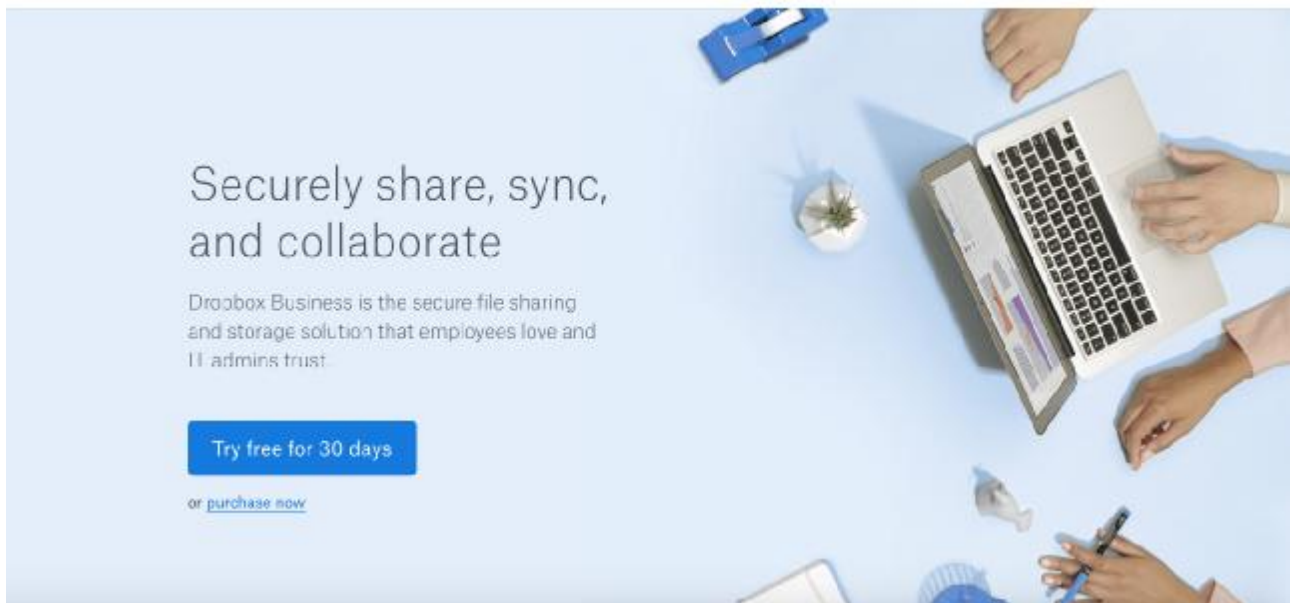 Securely share, sync,
and collaborate
Dropbox Business is the secure file sharing
and storage solution that employees love and
IT admins trust.
Try free for 30 days
or purchase now